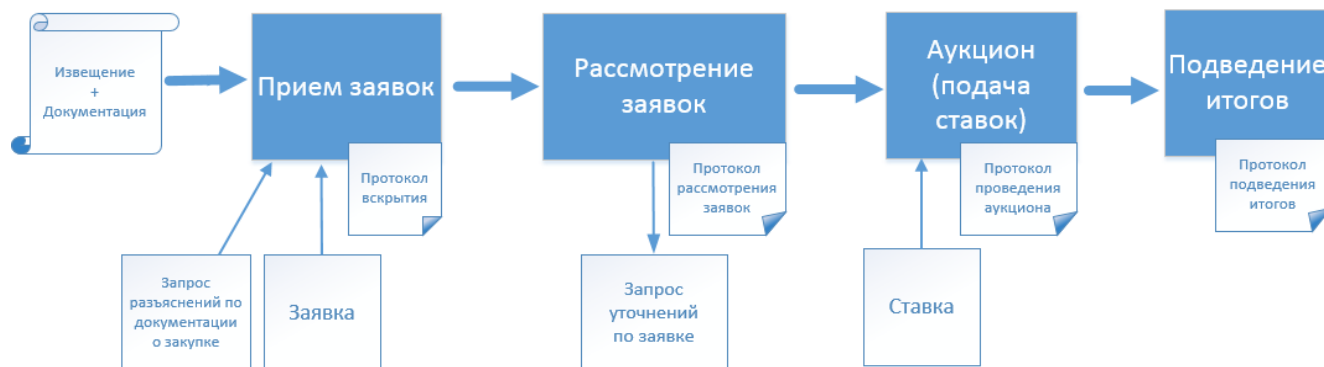 Извещение
+
Документация
Прием заявок
Протокол
вскрытия
Запрос
разъяснений по
документации
о закупке
Заявка
Рассмотрение
заявок
Протокол
рассмотрения
заявок
Запрос
уточнений
по заявке
Аукцион
(подача
ставок)
Протокол
проведения
аукциона
Ставка
Подведение
итогов
Протокол
подведения
итогов